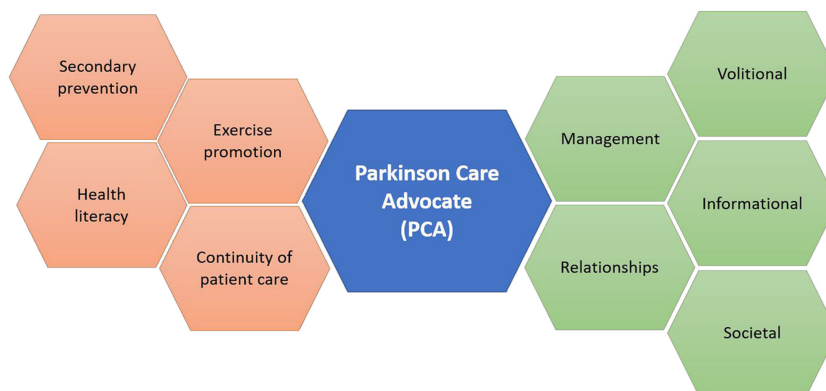 Secondary
prevention
Exercise
promotion
Health
literacy
Continuity of
patient care
Parkinson Care
Advocate
(PCA)
Volitional
Management
Informational
Relationships
Societal